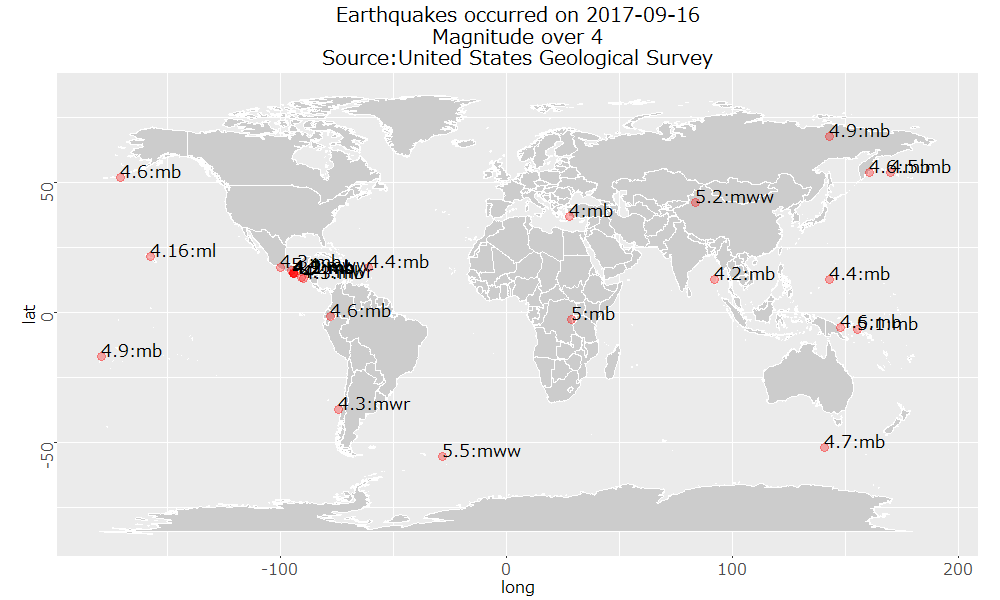 Earthquakes occurred on 2017-09-16
Magnitude over 4
Source:United States Geological Survey
4.9:mb
4.6:mb
4.6:mb
4.5:mb
5.2:mww
4:mb
4.16:ml
4.4:mb
4.2:mb
4.4:mb
4.6:mb
5:mb
4.6:mb
5.1:mb
4.9:mb
4.3:mwr
4.7:mb
5.5:mww
50
0
-50
lat
-100
0
100
200
long